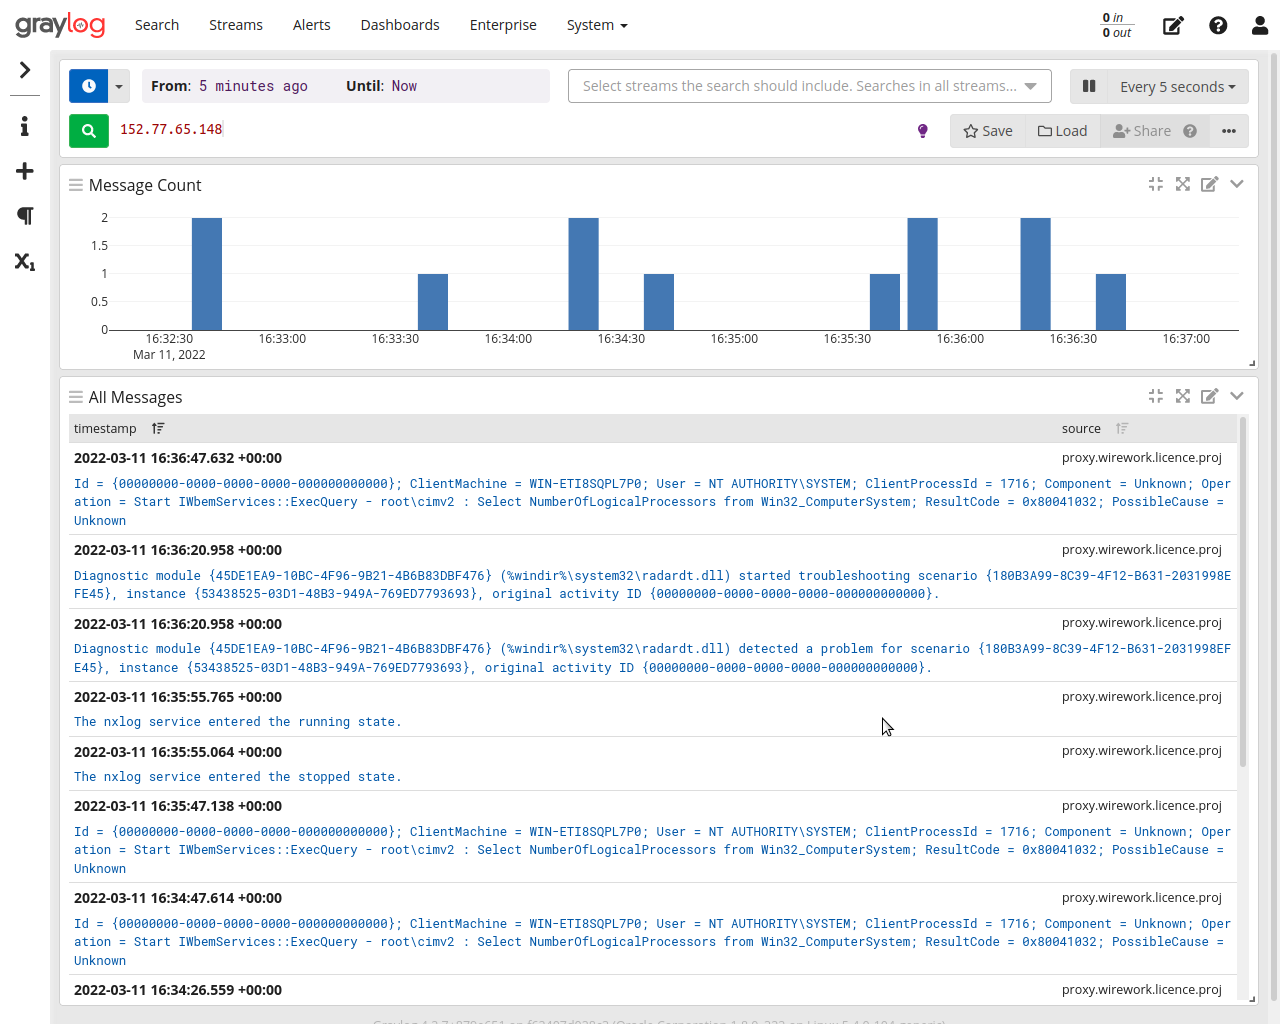 graylog Search Streams Alerts Dashboards Enterprise System 0 in
0 out
From: 5 minutes ago Until: Now Select streams the search should include. Searches in all streams... Every 5 seconds
152.77.65.148 Save Load Share
Message Count
2
1.5
1
0.5
0
16:32:30 16:33:00 16:33:30 16:34:00 16:34:30 16:35:00 16:35:30 16:36:00 16:36:30 16:37:00
Mar 11, 2022
All Messages
timestamp source
2022-03-11 16:36:47.632 +00:00 proxy.wirework.licence.proj
Id = {00000000-0000-0000-0000-000000000000}; ClientMachine = WIN-ETI8SQPL7P0; User = NT AUTHORITY\SYSTEM; ClientProcessId = 1716; Component = Unknown; Oper
ation = Start IWbemServices::ExecQuery - root\cimv2 : Select NumberOfLogicalProcessors from Win32_ComputerSystem; ResultCode = 0x80041032; PossibleCause =
Unknown
2022-03-11 16:36:20.958 +00:00 proxy.wirework.licence.proj
Diagnostic module {45DE1EA9-10BC-4F96-9B21-4B6B83DBF476} (%windir%\system32\radardt.dll) started troubleshooting scenario {180B3A99-8C39-4F12-B631-2031998E
FE45}, instance {53438525-03D1-48B3-949A-769ED7793693}, original activity ID {00000000-0000-0000-0000-000000000000}.
2022-03-11 16:36:20.958 +00:00 proxy.wirework.licence.proj
Diagnostic module {45DE1EA9-10BC-4F96-9B21-4B6B83DBF476} (%windir%\system32\radardt.dll) detected a problem for scenario {180B3A99-8C39-4F12-B631-2031998EF
E45}, instance {53438525-03D1-48B3-949A-769ED7793693}, original activity ID {00000000-0000-0000-0000-000000000000}.
2022-03-11 16:35:55.765 +00:00 proxy.wirework.licence.proj
The nxlog service entered the running state.
2022-03-11 16:35:55.064 +00:00 proxy.wirework.licence.proj
The nxlog service entered the stopped state.
2022-03-11 16:35:47.138 +00:00 proxy.wirework.licence.proj
Id = {00000000-0000-0000-0000-000000000000}; ClientMachine = WIN-ETI8SQPL7P0; User = NT AUTHORITY\SYSTEM; ClientProcessId = 1716; Component = Unknown; Oper
ation = Start IWbemServices::ExecQuery - root\cimv2 : Select NumberOfLogicalProcessors from Win32_ComputerSystem; ResultCode = 0x80041032; PossibleCause =
Unknown
2022-03-11 16:34:47.614 +00:00 proxy.wirework.licence.proj
Id = {00000000-0000-0000-0000-000000000000}; ClientMachine = WIN-ETI8SQPL7P0; User = NT AUTHORITY\SYSTEM; ClientProcessId = 1716; Component = Unknown; Oper
ation = Start IWbemServices::ExecQuery - root\cimv2 : Select NumberOfLogicalProcessors from Win32_ComputerSystem; ResultCode = 0x80041032; PossibleCause =
Unknown
2022-03-11 16:34:26.559 +00:00 proxy.wirework.licence.proj